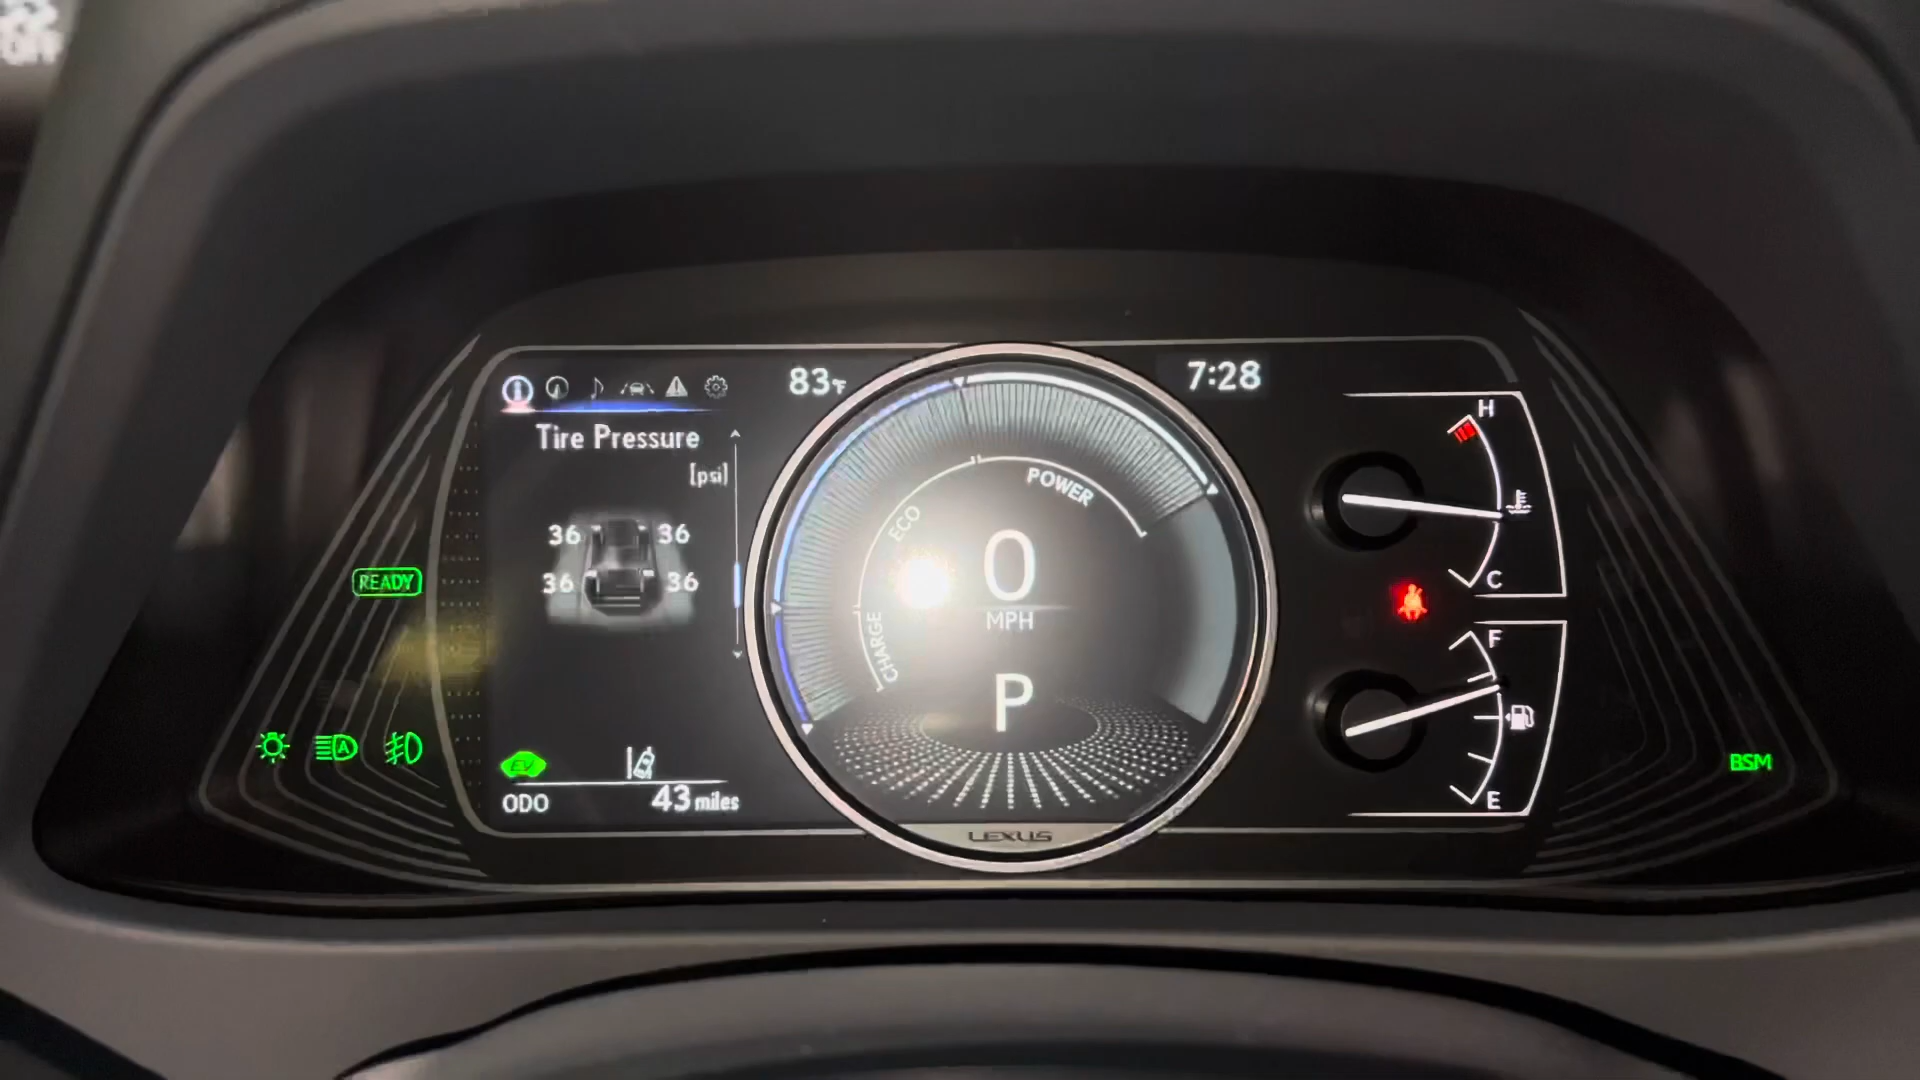 OFF
83°F
7:28
Tire Pressure
[psi]
36 36
36 36
POWER
ECO
CHARGE
0
MPH
P
H
C
F
E
READY
A
EV
ODO 43 miles
LEXUS
BSM